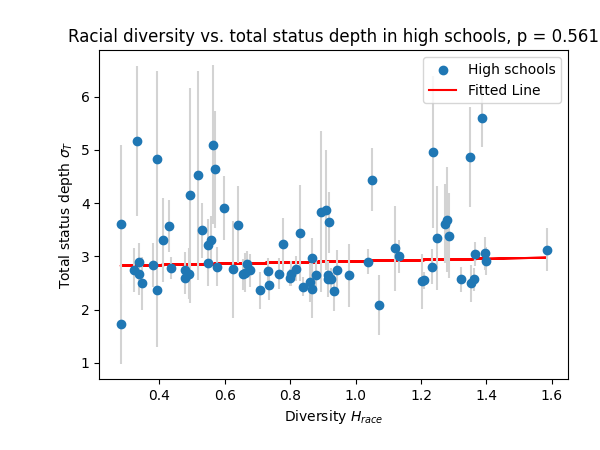 Racial diversity vs. total status depth in high schools, p = 0.561
High schools
Fitted Line
Total status depth σ_T
6
5
4
3
2
1
0.4 0.6 0.8 1.0 1.2 1.4 1.6
Diversity H_race